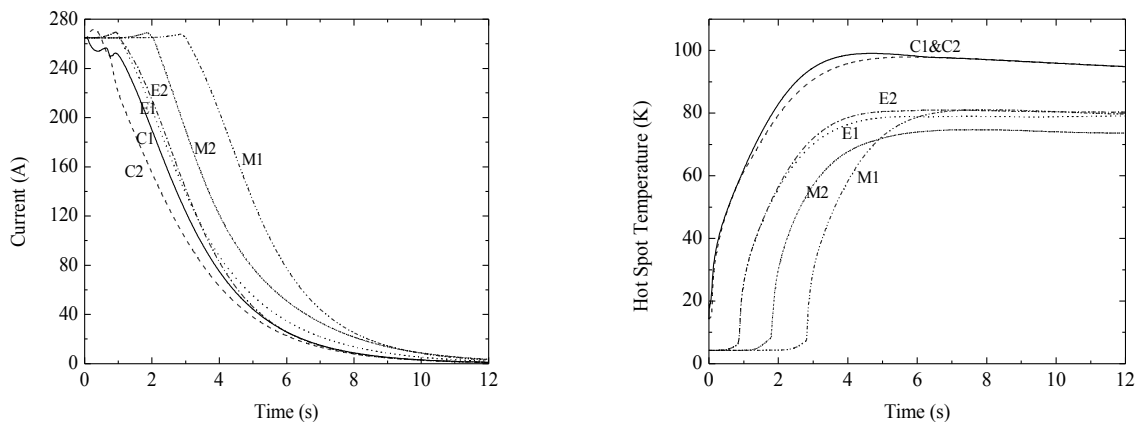 280
240
200
160
120
80
40
0
Current (A)
E2
E1
C1
C2
M2
M1
0 2 4 6 8 10 12
Time (s)
100
80
60
40
20
0
Hot Spot Temperature (K)
C1&C2
E2
E1
M2
M1
0 2 4 6 8 10 12
Time (s)